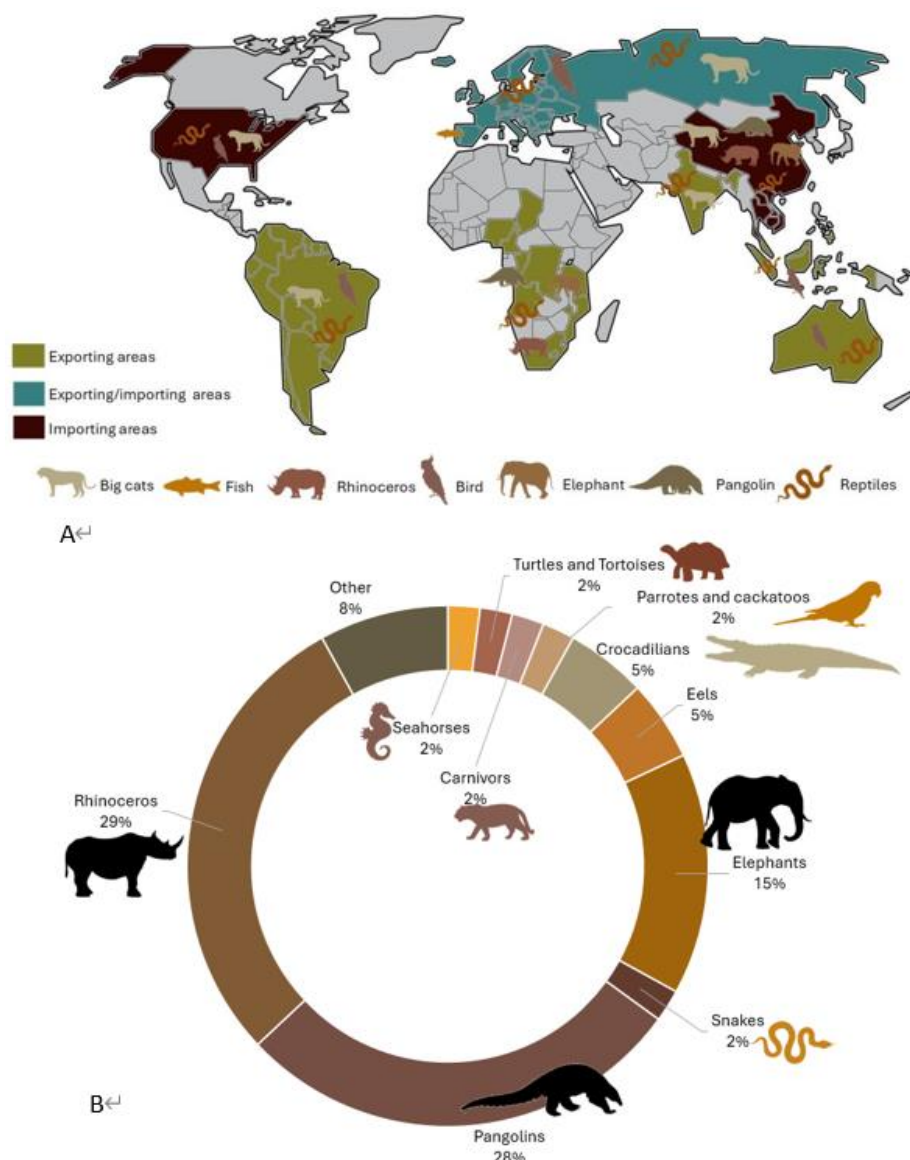 Exporting areas
Exporting/importing areas
Importing areas
Big cats Fish Rhinoceros Bird Elephant Pangolin Reptiles
A↵
Turtles and Tortoises
2%
Other
8%
Parrotes and cackatoos
2%
Crocadilians
5%
Eels
5%
Seahorses
2%
Carnivors
2%
Rhinoceros
29%
Elephants
15%
Snakes
2%
B↵
Pangolins
28%